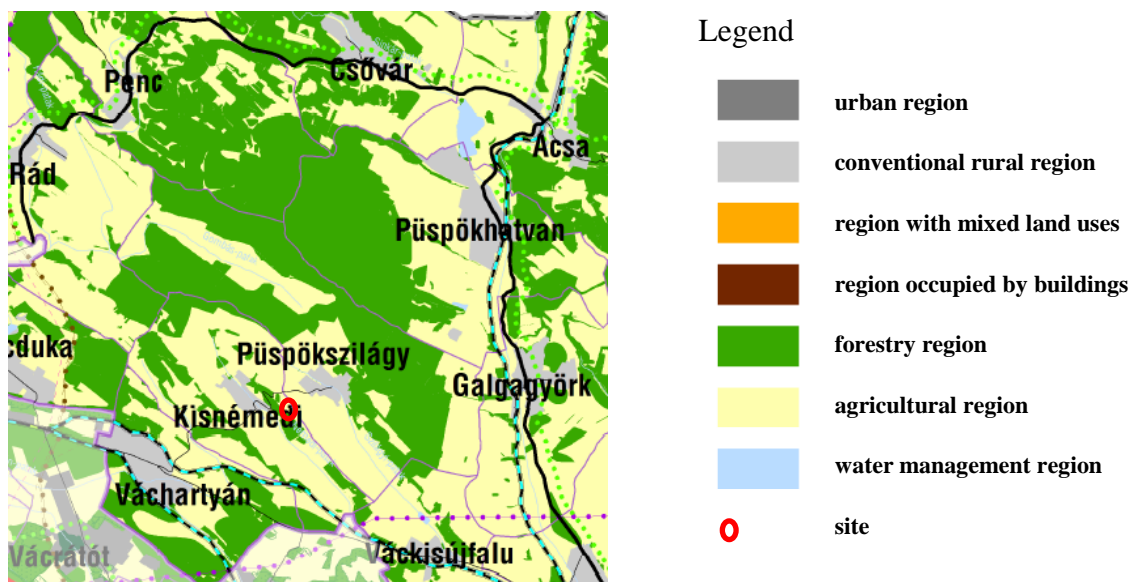 Penc
Csővár
Rád
Acsa
Püspökhatvan
cduka
Püspökszilágy
Galgagyörk
Kisnémedi
Váchartyán
Vácrátót
Váckisújfalu
Legend
urban region
conventional rural region
region with mixed land uses
region occupied by buildings
forestry region
agricultural region
water management region
site